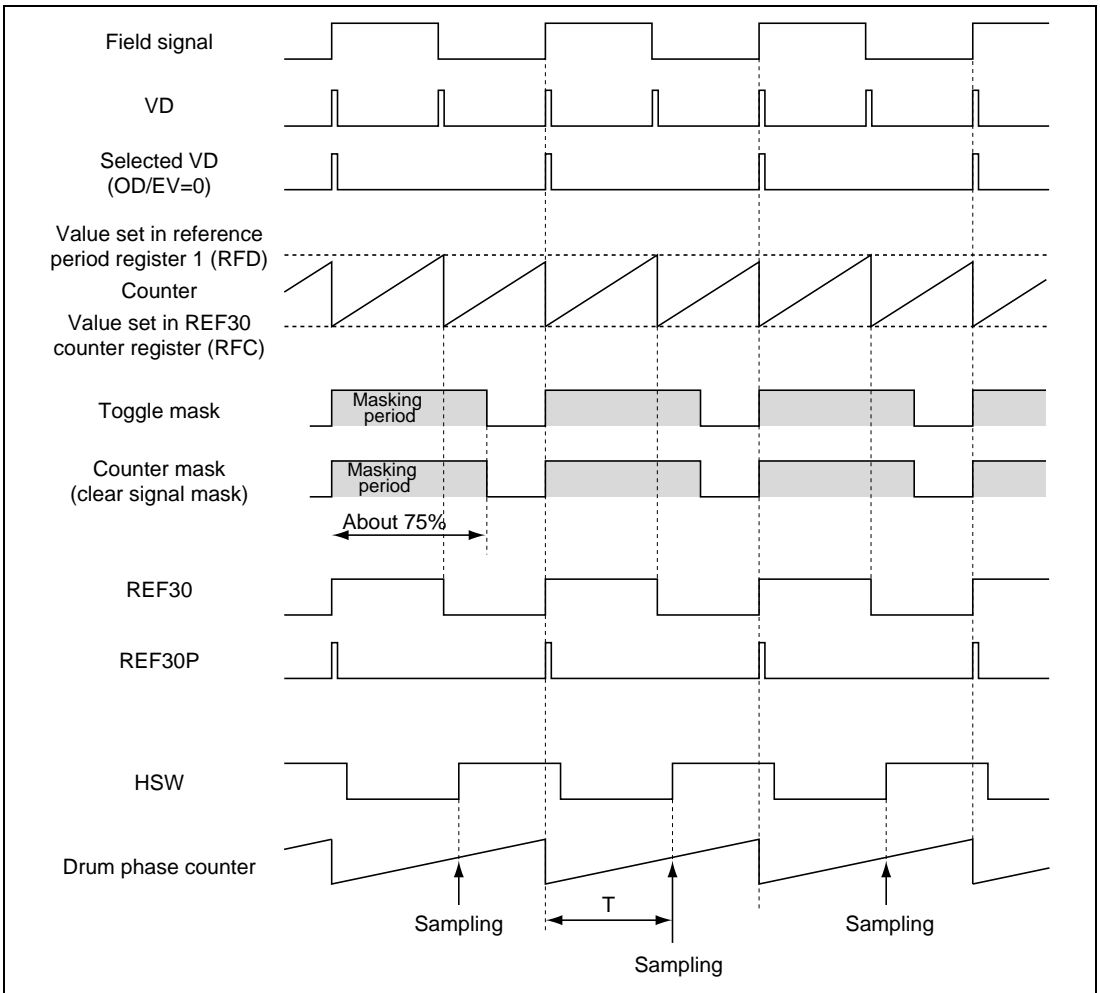 Field signal
VD
Selected VD
(OD/EV=0)
Value set in reference
period register 1 (RFD)
Counter
Value set in REF30
counter register (RFC)
Toggle mask
Masking
period
Counter mask
(clear signal mask)
Masking
period
About 75%
REF30
REF30P
HSW
Drum phase counter
T
Sampling
Sampling
Sampling